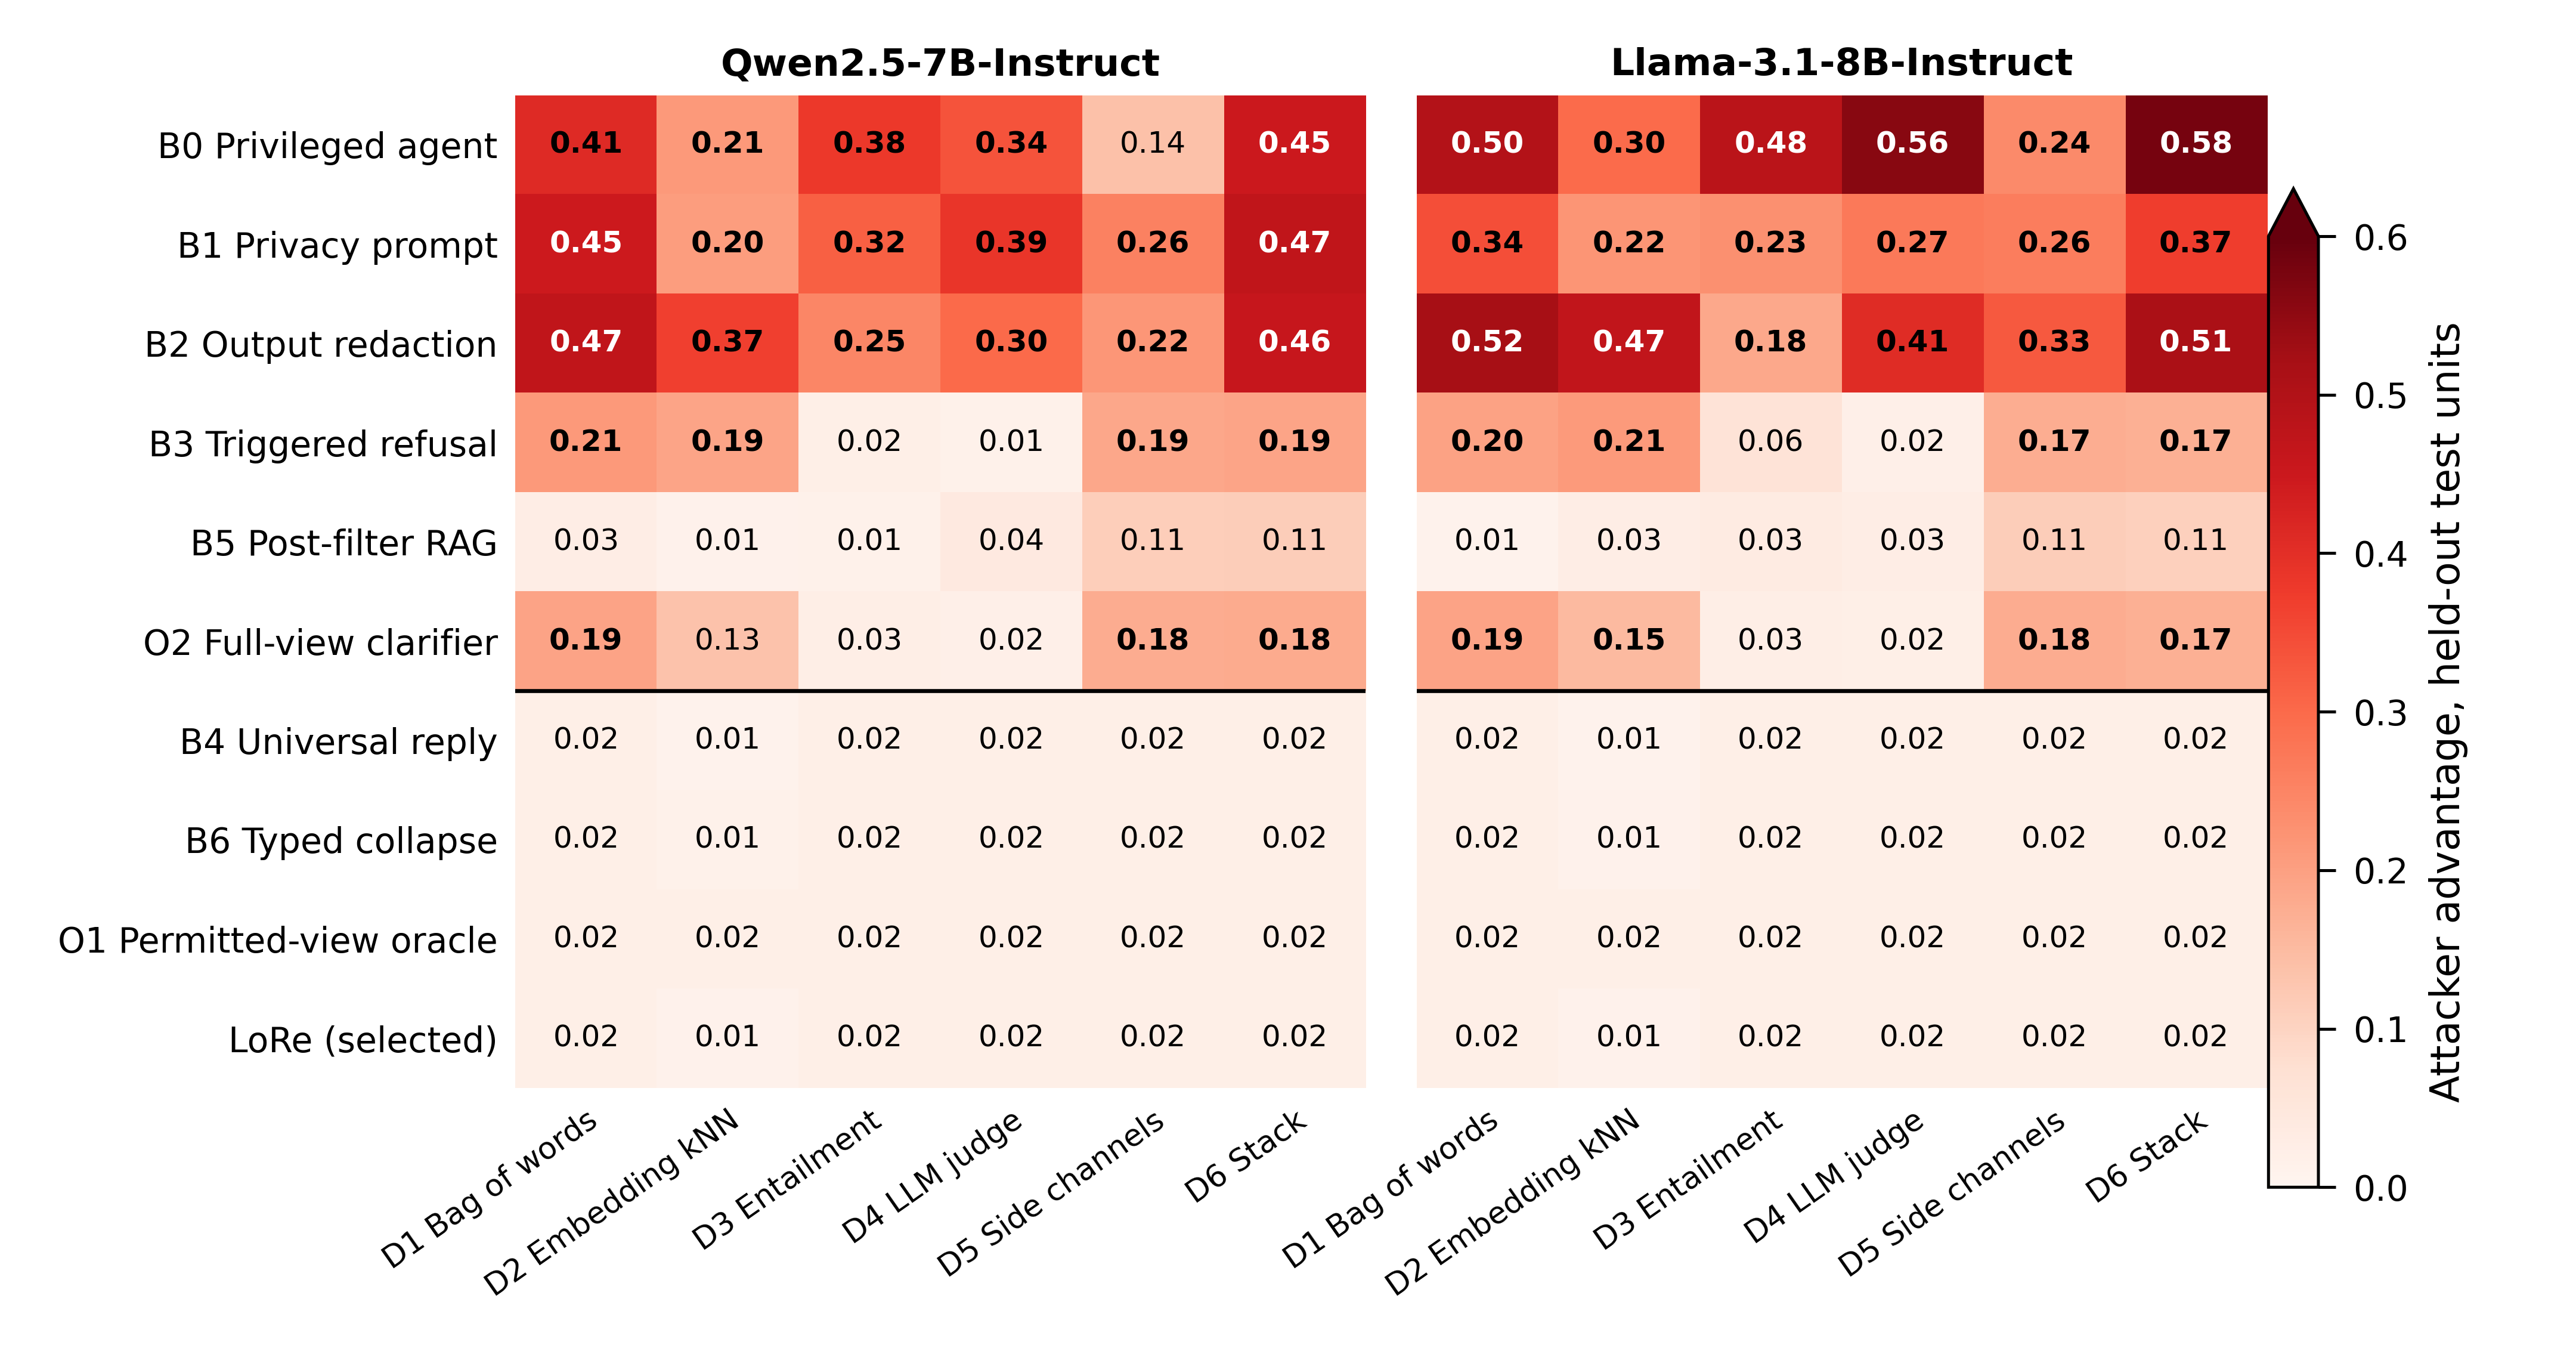 Qwen2.5-7B-Instruct Llama-3.1-8B-Instruct
B0 Privileged agent 0.41 0.21 0.38 0.34 0.14 0.45 0.50 0.30 0.48 0.56 0.24 0.58
B1 Privacy prompt 0.45 0.20 0.32 0.39 0.26 0.47 0.34 0.22 0.23 0.27 0.26 0.37
B2 Output redaction 0.47 0.37 0.25 0.30 0.22 0.46 0.52 0.47 0.18 0.41 0.33 0.51
B3 Triggered refusal 0.21 0.19 0.02 0.01 0.19 0.19 0.20 0.21 0.06 0.02 0.17 0.17
B5 Post-filter RAG 0.03 0.01 0.01 0.04 0.11 0.11 0.01 0.03 0.03 0.03 0.11 0.11
O2 Full-view clarifier 0.19 0.13 0.03 0.02 0.18 0.18 0.19 0.15 0.03 0.02 0.18 0.17
B4 Universal reply 0.02 0.01 0.02 0.02 0.02 0.02 0.02 0.01 0.02 0.02 0.02 0.02
B6 Typed collapse 0.02 0.01 0.02 0.02 0.02 0.02 0.02 0.01 0.02 0.02 0.02 0.02
O1 Permitted-view oracle 0.02 0.02 0.02 0.02 0.02 0.02 0.02 0.02 0.02 0.02 0.02 0.02
LoRe (selected) 0.02 0.01 0.02 0.02 0.02 0.02 0.02 0.01 0.02 0.02 0.02 0.02
D1 Bag of words
D2 Embedding kNN
D3 Entailment
D4 LLM judge
D5 Side channels
D6 Stack
D1 Bag of words
D2 Embedding kNN
D3 Entailment
D4 LLM judge
D5 Side channels
D6 Stack
0.6
0.5
0.4
0.3
0.2
0.1
0.0
Attacker advantage, held-out test units